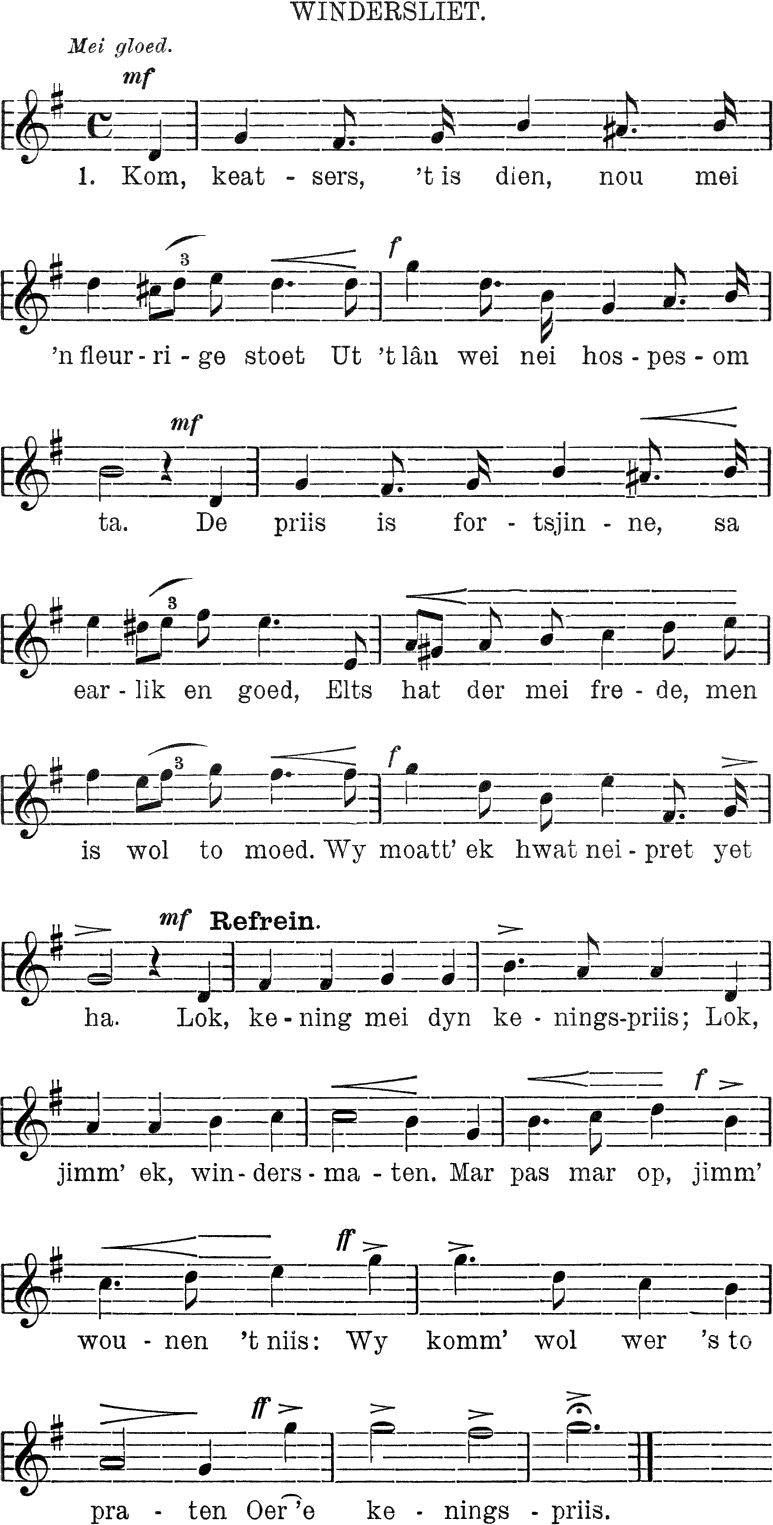 WINDERSLIET.
Mei gloed.
mf
1. Kom, keat - sers, 't is dien, nou mei
3
f
'n fleur - ri - ge stoet Ut 't lân wei nei hos - pes - om
mf
ta. De priis is for - tsjin - ne, sa
3
ear - lik en goed, Elts hat der mei fre - de, men
3
f
is wol to moed. Wy moatt' ek hwat nei - pret yet
mf Refrein.
ha. Lok, ke - ning mei dyn ke - nings-priis; Lok,
f
jimm' ek, win - ders - ma - ten. Mar pas mar op, jimm'
ff
wou - nen 't niis: Wy komm' wol wer 's to
ff
pra - ten Oer 'e ke - nings - priis.